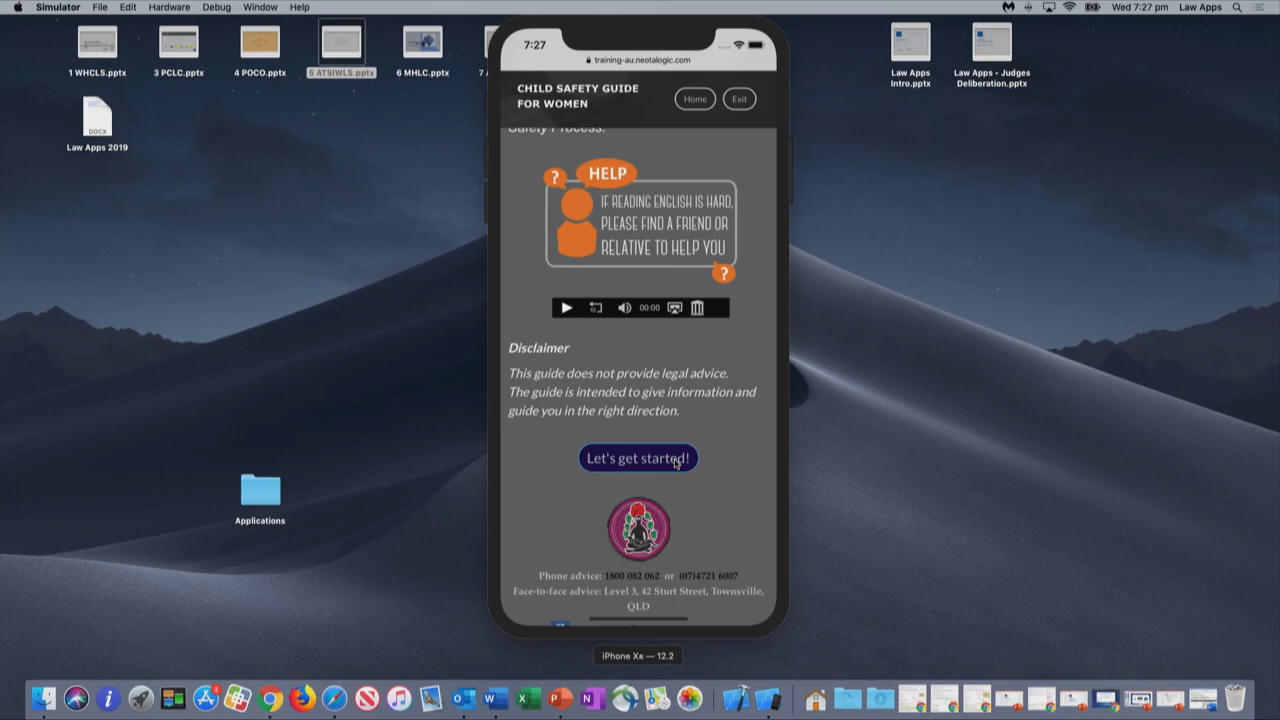 Simulator File Edit Hardware Debug Window Help
Wed 7:27 pm Law Apps
1 WHCLS.pptx
3 PCLC.pptx
4 POCO.pptx
5 ATSIWLS.pptx
6 MHLC.pptx
Law Apps
Intro.pptx
Law Apps - Judges
Deliberation.pptx
DOCX
Law Apps 2019
Applications
7:27
training-au.neotalogic.com
CHILD SAFETY GUIDE
FOR WOMEN
Home
Exit
Safety Process.
? HELP
IF READING ENGLISH IS HARD,
PLEASE FIND A FRIEND OR
RELATIVE TO HELP YOU
?
00:00
Disclaimer
This guide does not provide legal advice.
The guide is intended to give information and
guide you in the right direction.
Let's get started!
Phone advice: 1800 082 062 or (07)4721 6007
Face-to-face advice: Level 3, 42 Sturt Street, Townsville,
QLD
iPhone Xʀ — 12.2